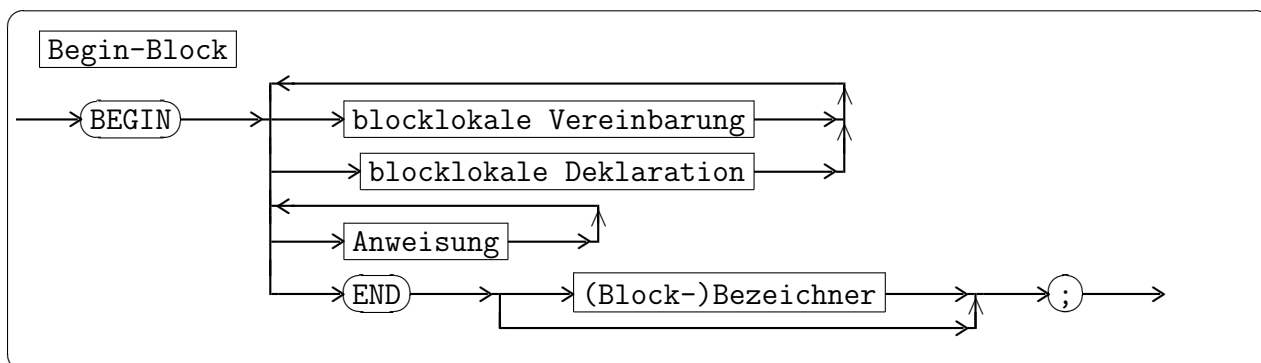 Begin-Block
BEGIN blocklokale Vereinbarung
blocklokale Deklaration
Anweisung
END (Block-)Bezeichner ;